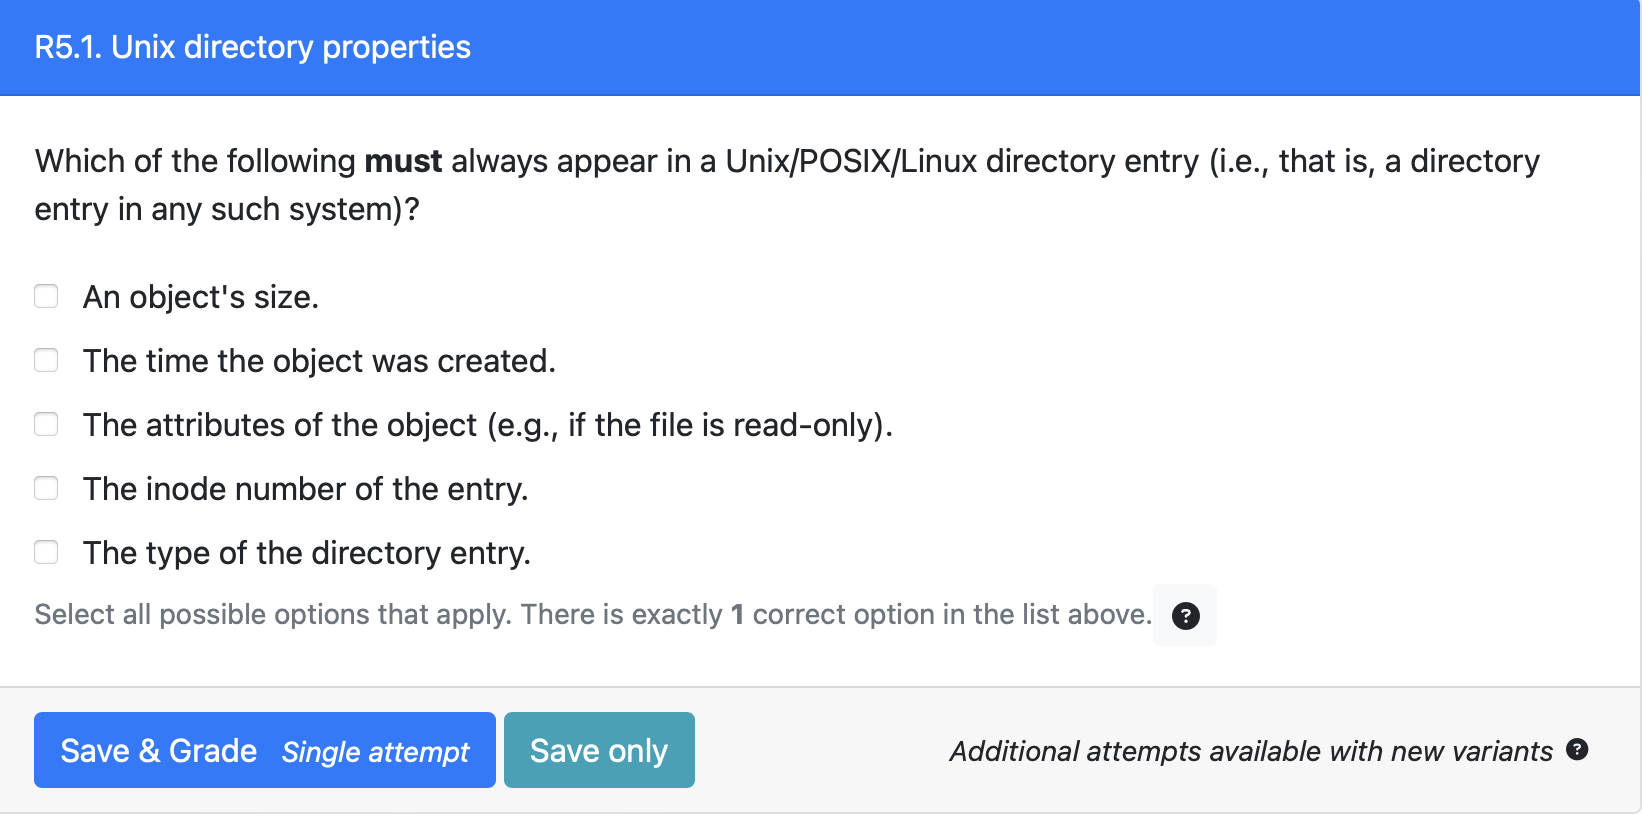 R5.1. Unix directory properties
Which of the following must always appear in a Unix/POSIX/Linux directory entry (i.e., that is, a directory
entry in any such system)?
An object's size.
The time the object was created.
The attributes of the object (e.g., if the file is read-only).
The inode number of the entry.
The type of the directory entry.
Select all possible options that apply. There is exactly 1 correct option in the list above. ?
Save & Grade Single attempt Save only Additional attempts available with new variants ?